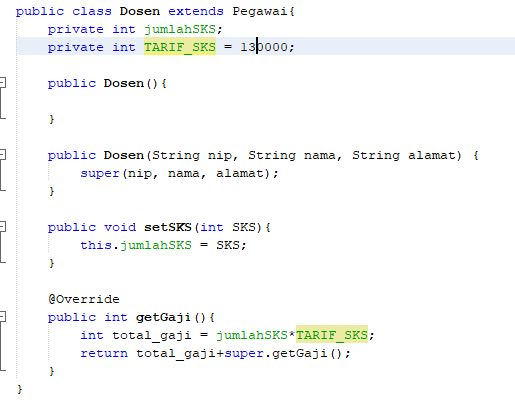 public class Dosen extends Pegawai{
    private int jumlahSKS;
    private int TARIF_SKS = 130000;

    public Dosen(){

    }

    public Dosen(String nip, String nama, String alamat) {
        super(nip, nama, alamat);
    }

    public void setSKS(int SKS){
        this.jumlahSKS = SKS;
    }

    @Override
    public int getGaji(){
        int total_gaji = jumlahSKS*TARIF_SKS;
        return total_gaji+super.getGaji();
    }
}